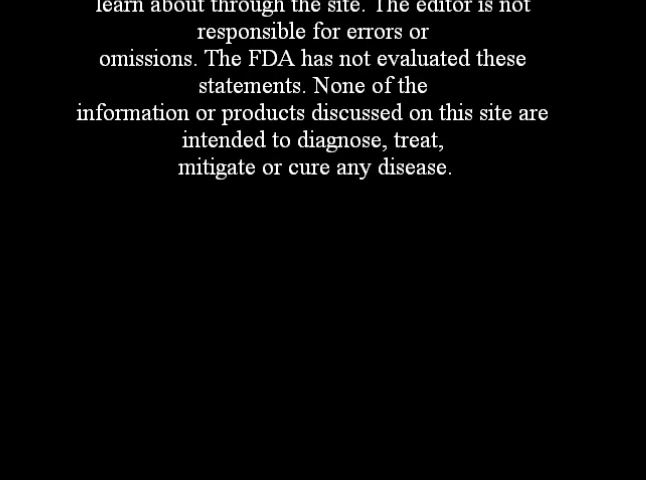 learn about through the site. The editor is not
responsible for errors or
omissions. The FDA has not evaluated these
statements. None of the
information or products discussed on this site are
intended to diagnose, treat,
mitigate or cure any disease.